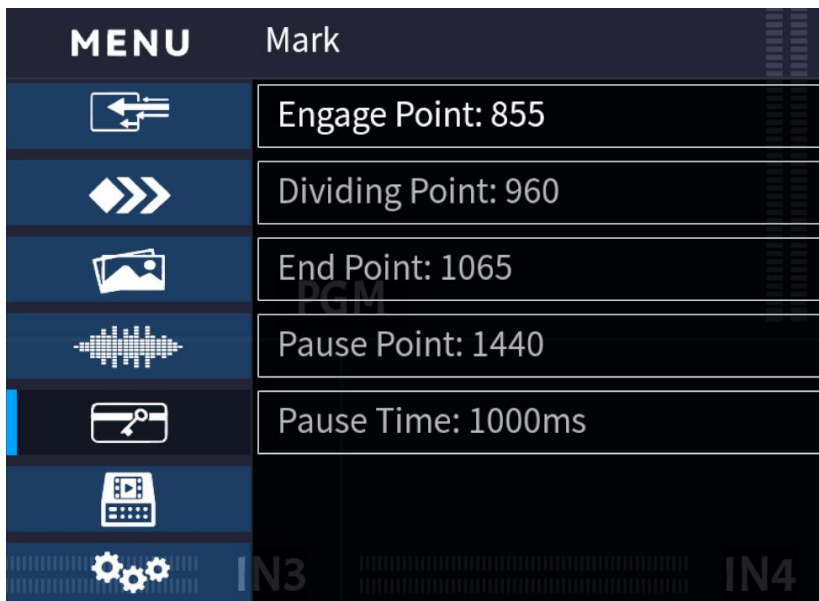 MENU
Mark
Engage Point: 855
Dividing Point: 960
End Point: 1065
PGM
Pause Point: 1440
Pause Time: 1000ms
IN3
IN4